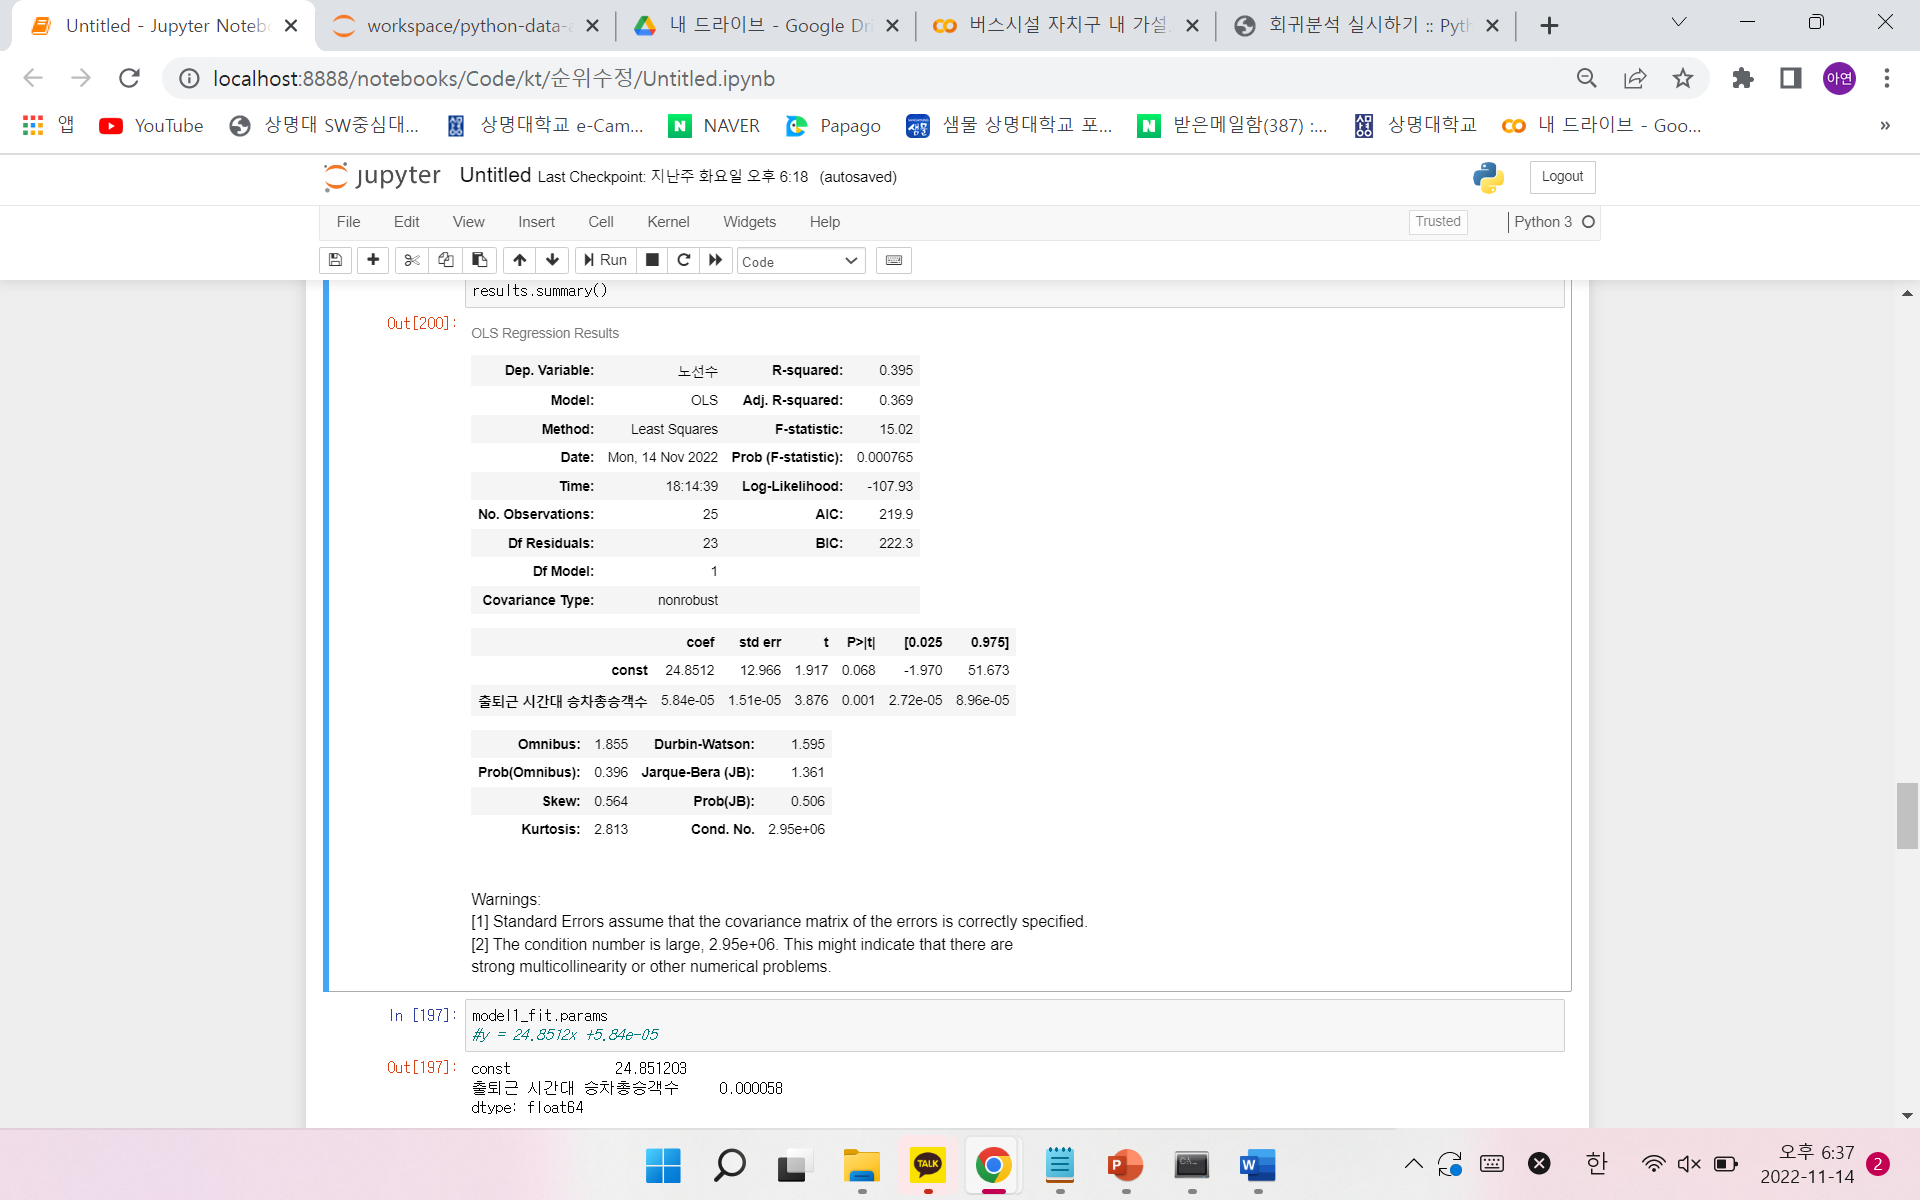 Untitled - Jupyter Noteb
workspace/python-data-a
내 드라이브 - Google Dri
버스시설 자치구 내 가설
회귀분석 실시하기 :: Pyth
localhost:8888/notebooks/Code/kt/순위수정/Untitled.ipynb
아연
앱
YouTube
상명대 SW중심대...
상명대학교 e-Cam...
NAVER
Papago
샘물 상명대학교 포...
받은메일함(387) :...
상명대학교
내 드라이브 - Goo...
»
jupyter Untitled Last Checkpoint: 지난주 화요일 오후 6:18 (autosaved)
Logout
File Edit View Insert Cell Kernel Widgets Help
Trusted
Python 3
Run
Code
results.summary()
Out[200]:
OLS Regression Results
Dep. Variable: 노선수 R-squared: 0.395
Model: OLS Adj. R-squared: 0.369
Method: Least Squares F-statistic: 15.02
Date: Mon, 14 Nov 2022 Prob (F-statistic): 0.000765
Time: 18:14:39 Log-Likelihood: -107.93
No. Observations: 25 AIC: 219.9
Df Residuals: 23 BIC: 222.3
Df Model: 1
Covariance Type: nonrobust
coef std err t P>|t| [0.025 0.975]
const 24.8512 12.966 1.917 0.068 -1.970 51.673
출퇴근 시간대 승차총승객수 5.84e-05 1.51e-05 3.876 0.001 2.72e-05 8.96e-05
Omnibus: 1.855 Durbin-Watson: 1.595
Prob(Omnibus): 0.396 Jarque-Bera (JB): 1.361
Skew: 0.564 Prob(JB): 0.506
Kurtosis: 2.813 Cond. No. 2.95e+06
Warnings:
[1] Standard Errors assume that the covariance matrix of the errors is correctly specified.
[2] The condition number is large, 2.95e+06. This might indicate that there are
strong multicollinearity or other numerical problems.
In [197]: model1_fit.params
#y = 24.8512x +5.84e-05
Out[197]: const 24.851203
출퇴근 시간대 승차총승객수 0.000058
dtype: float64
TALK
한
오후 6:37
2022-11-14
2